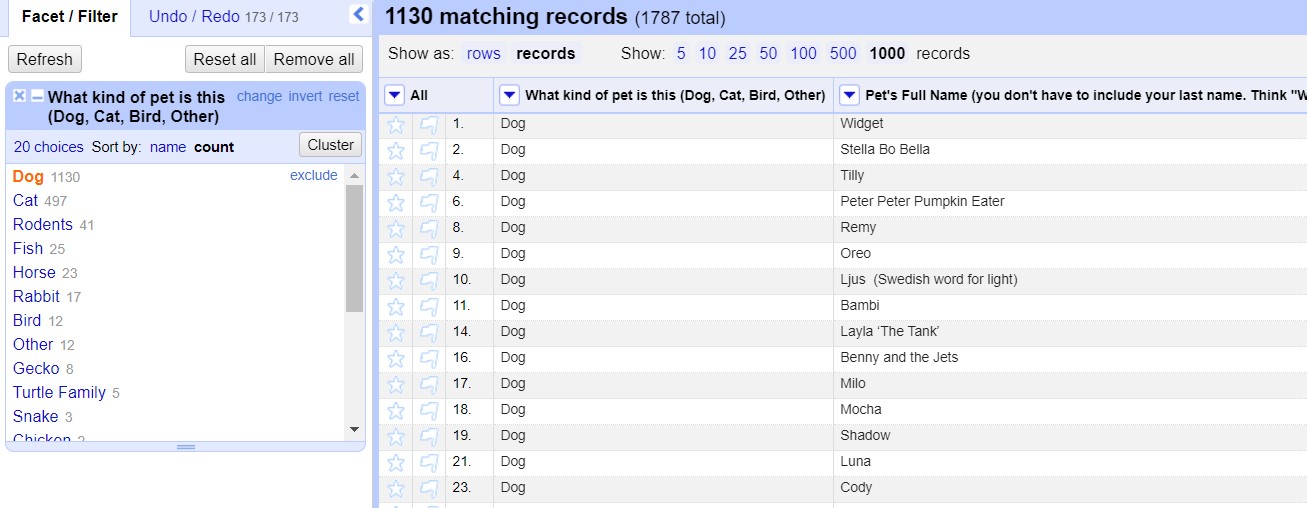 Facet / Filter Undo / Redo 173 / 173
Refresh Reset all Remove all
What kind of pet is this (Dog, Cat, Bird, Other) change invert reset
20 choices Sort by: name count Cluster
Dog 1130 exclude
Cat 497
Rodents 41
Fish 25
Horse 23
Rabbit 17
Bird 12
Other 12
Gecko 8
Turtle Family 5
Snake 3
Chicken
1130 matching records (1787 total)
Show as: rows records Show: 5 10 25 50 100 500 1000 records
All What kind of pet is this (Dog, Cat, Bird, Other) Pet's Full Name (you don't have to include your last name. Think "W
1. Dog Widget
2. Dog Stella Bo Bella
4. Dog Tilly
6. Dog Peter Peter Pumpkin Eater
8. Dog Remy
9. Dog Oreo
10. Dog Ljus  (Swedish word for light)
11. Dog Bambi
14. Dog Layla ‘The Tank’
16. Dog Benny and the Jets
17. Dog Milo
18. Dog Mocha
19. Dog Shadow
21. Dog Luna
23. Dog Cody